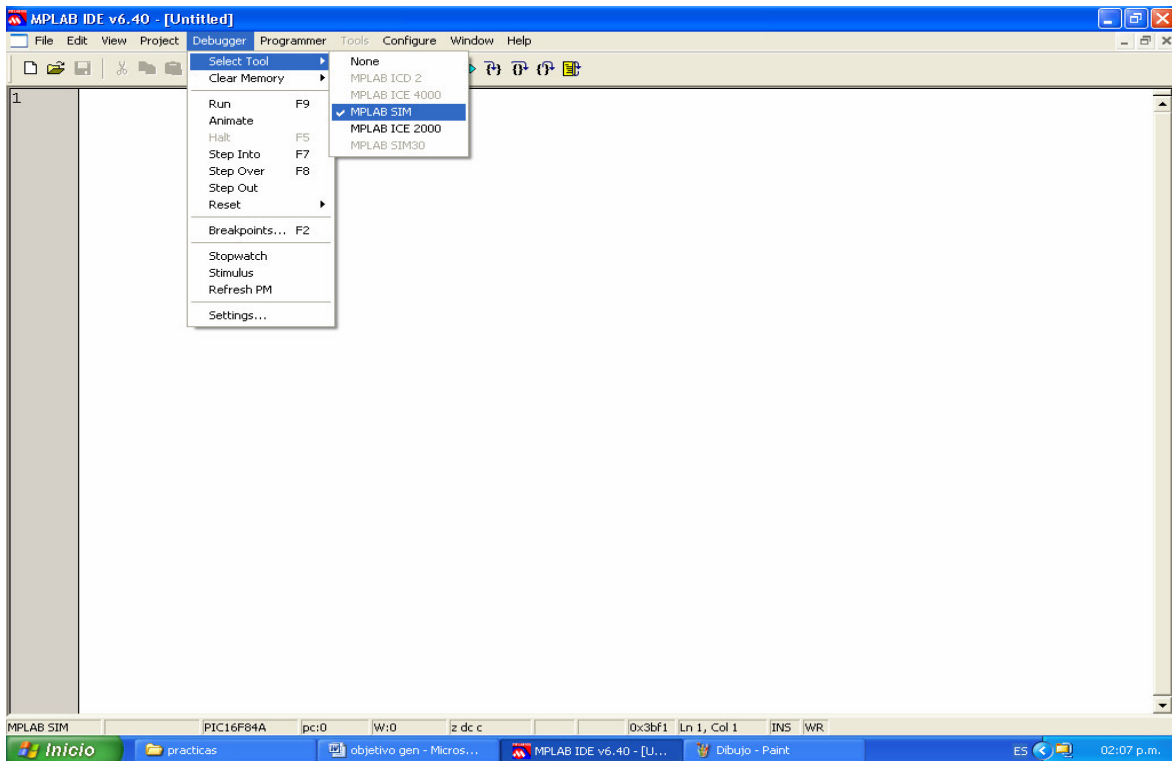 MPLAB IDE v6.40 - [Untitled]
File Edit View Project Debugger Programmer Tools Configure Window Help
Select Tool
Clear Memory
Run F9
Animate
Halt F5
Step Into F7
Step Over F8
Step Out
Reset
Breakpoints... F2
Stopwatch
Stimulus
Refresh PM
Settings...
None
MPLAB ICD 2
MPLAB ICE 4000
MPLAB SIM
MPLAB ICE 2000
MPLAB SIM30
1
MPLAB SIM PIC16F84A pc:0 W:0 z dc c 0x3bf1 Ln 1, Col 1 INS WR
Inicio practicas objetivo gen - Micros... MPLAB IDE v6.40 - [U... Dibujo - Paint ES 02:07 p.m.